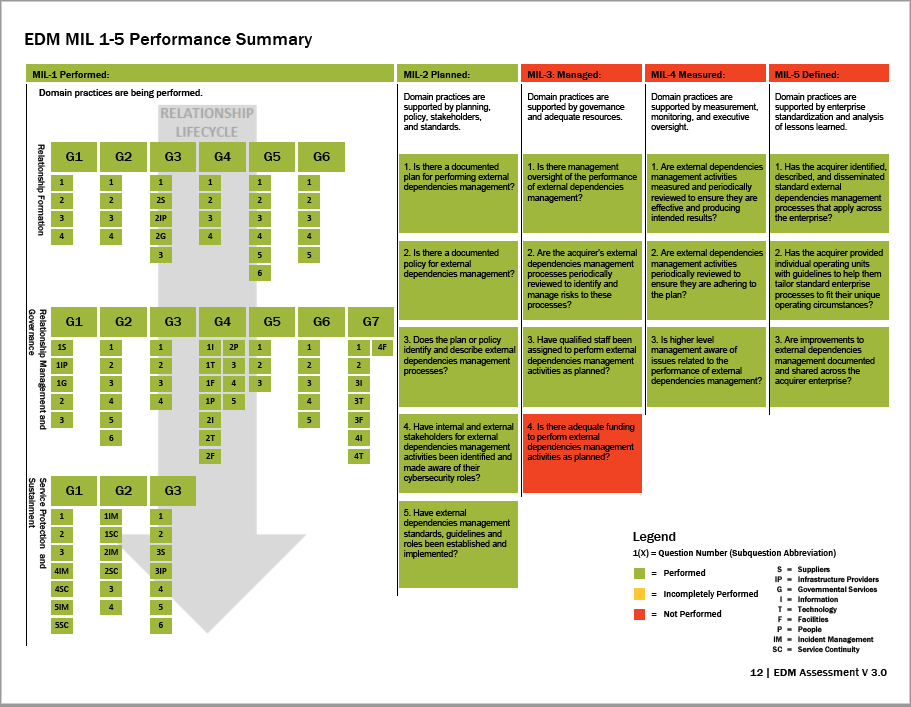 EDM MIL 1-5 Performance Summary
MIL-1 Performed:
Domain practices are being performed.
RELATIONSHIP
LIFECYCLE
Relationship Formation
G1 G2 G3 G4 G5 G6
1 1 1 1 1 1
2 2 2S 2 2 2
3 3 2IP 3 3 3
4 4 2G 4 4 4
3 5 5
6
Relationship Management and
Governance
G1 G2 G3 G4 G5 G6 G7
1S 1 1 1I 2P 1 1 1 4F
1IP 2 2 1T 3 2 2 2
1G 3 3 1F 4 3 3 3I
2 4 4 1P 5 4 3T
3 5 2I 5 3F
6 2T 4I
2F 4T
Service Protection and
Sustainment
G1 G2 G3
1 1IM 1
2 1SC 2
3 2IM 3S
4IM 2SC 3IP
4SC 3 4
5IM 4 5
5SC 6
MIL-2 Planned:
Domain practices are
supported by planning,
policy, stakeholders,
and standards.
1. Is there a documented
plan for performing external
dependencies management?
2. Is there a documented
policy for external
dependencies management?
3. Does the plan or policy
identify and describe external
dependencies management
processes?
4. Have internal and external
stakeholders for external
dependencies management
activities been identified and
made aware of their
cybersecurity roles?
5. Have external
dependencies management
standards, guidelines and
roles been established and
implemented?
MIL-3: Managed:
Domain practices are
supported by governance
and adequate resources.
1. Is there management
oversight of the performance
of external dependencies
management?
2. Are the acquirer's external
dependencies management
processes periodically
reviewed to identify and
manage risks to these
processes?
3. Have qualified staff been
assigned to perform external
dependencies management
activities as planned?
4. Is there adequate funding
to perform external
dependencies management
activities as planned?
MIL-4 Measured:
Domain practices are
supported by measurement,
monitoring, and executive
oversight.
1. Are external dependencies
management activities
measured and periodically
reviewed to ensure they are
effective and producing
intended results?
2. Are external dependencies
management activities
periodically reviewed to
ensure they are adhering to
the plan?
3. Is higher level
management aware of
issues related to the
performance of external
dependencies management?
MIL-5 Defined:
Domain practices are
supported by enterprise
standardization and analysis
of lessons learned.
1. Has the acquirer identified,
described, and disseminated
standard external
dependencies management
processes that apply across
the enterprise?
2. Has the acquirer provided
individual operating units
with guidelines to help them
tailor standard enterprise
processes to fit their unique
operating circumstances?
3. Are improvements to
external dependencies
management documented
and shared across the
acquirer enterprise?
Legend
1(X) = Question Number (Subquestion Abbreviation)
= Performed
= Incompletely Performed
= Not Performed
S = Suppliers
IP = Infrastructure Providers
G = Governmental Services
I = Information
T = Technology
F = Facilities
P = People
IM = Incident Management
SC = Service Continuity
12 | EDM Assessment V 3.0